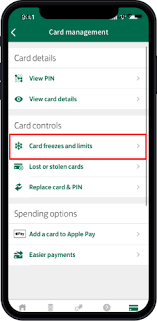 9:41
Card management
Card details
View PIN
View card details
Card controls
Card freezes and limits
Lost or stolen cards
Replace card & PIN
Spending options
Pay
Add a card to Apple Pay
Easier payments